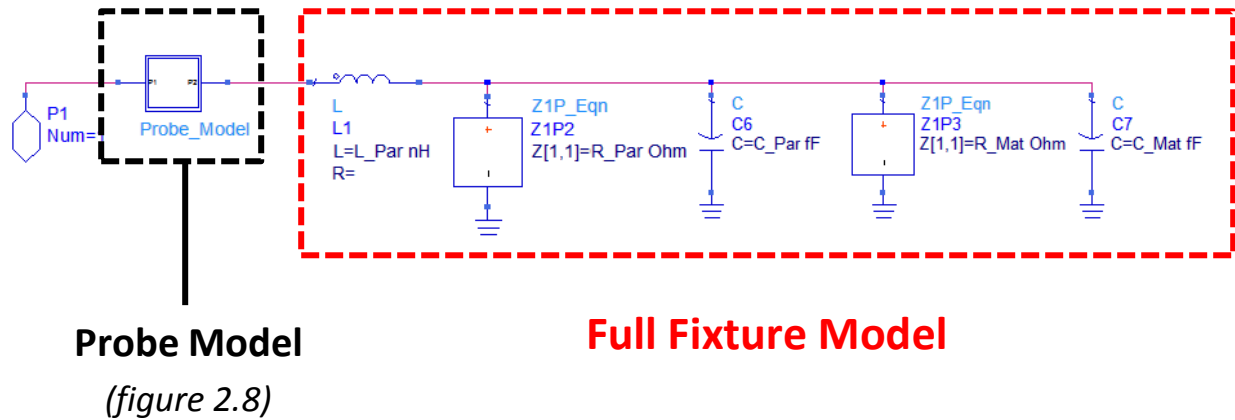 P1
Num=
P1
P2
Probe_Model
L
L1
L=L_Par nH
R=
Z1P_Eqn
Z1P2
Z[1,1]=R_Par Ohm
C
C6
C=C_Par fF
Z1P_Eqn
Z1P3
Z[1,1]=R_Mat Ohm
C
C7
C=C_Mat fF
Probe Model
(figure 2.8)
Full Fixture Model